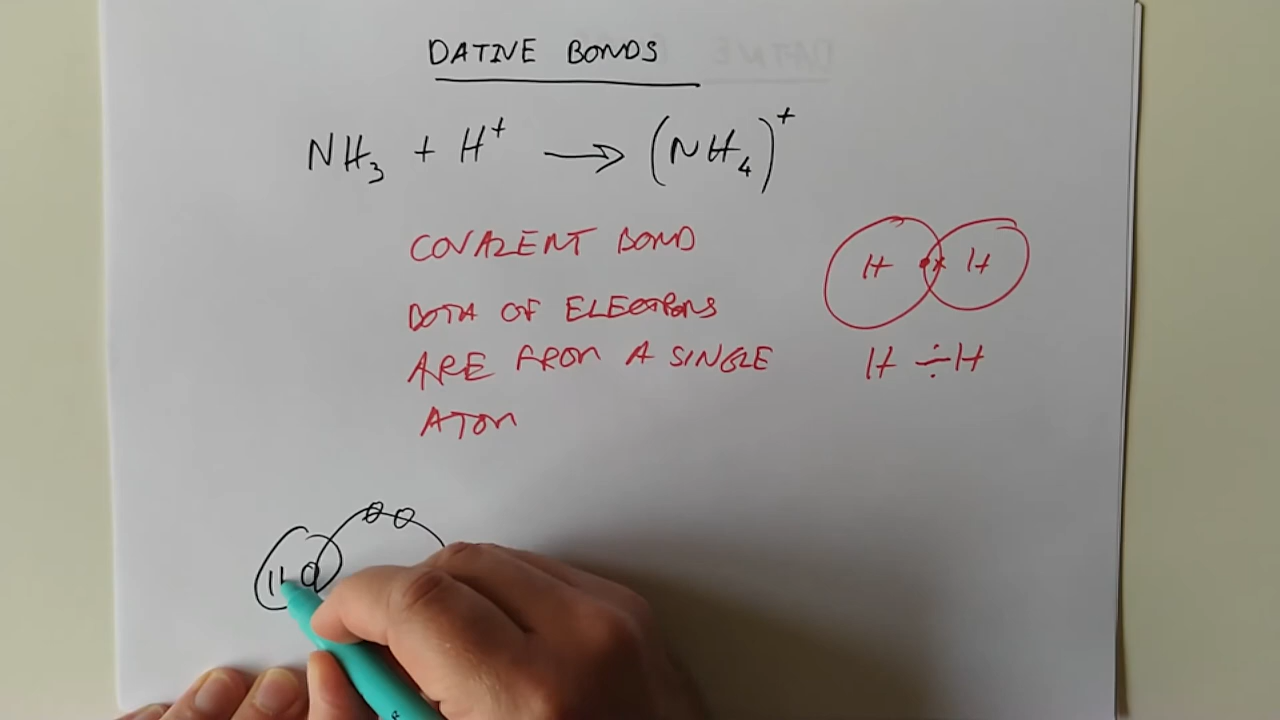 DATIVE BONDS
NH₃ + H⁺ → (NH₄)⁺
COVALENT BOND
BOTH OF ELECTRONS
ARE FROM A SINGLE
ATOM
H H
H ÷ H
H